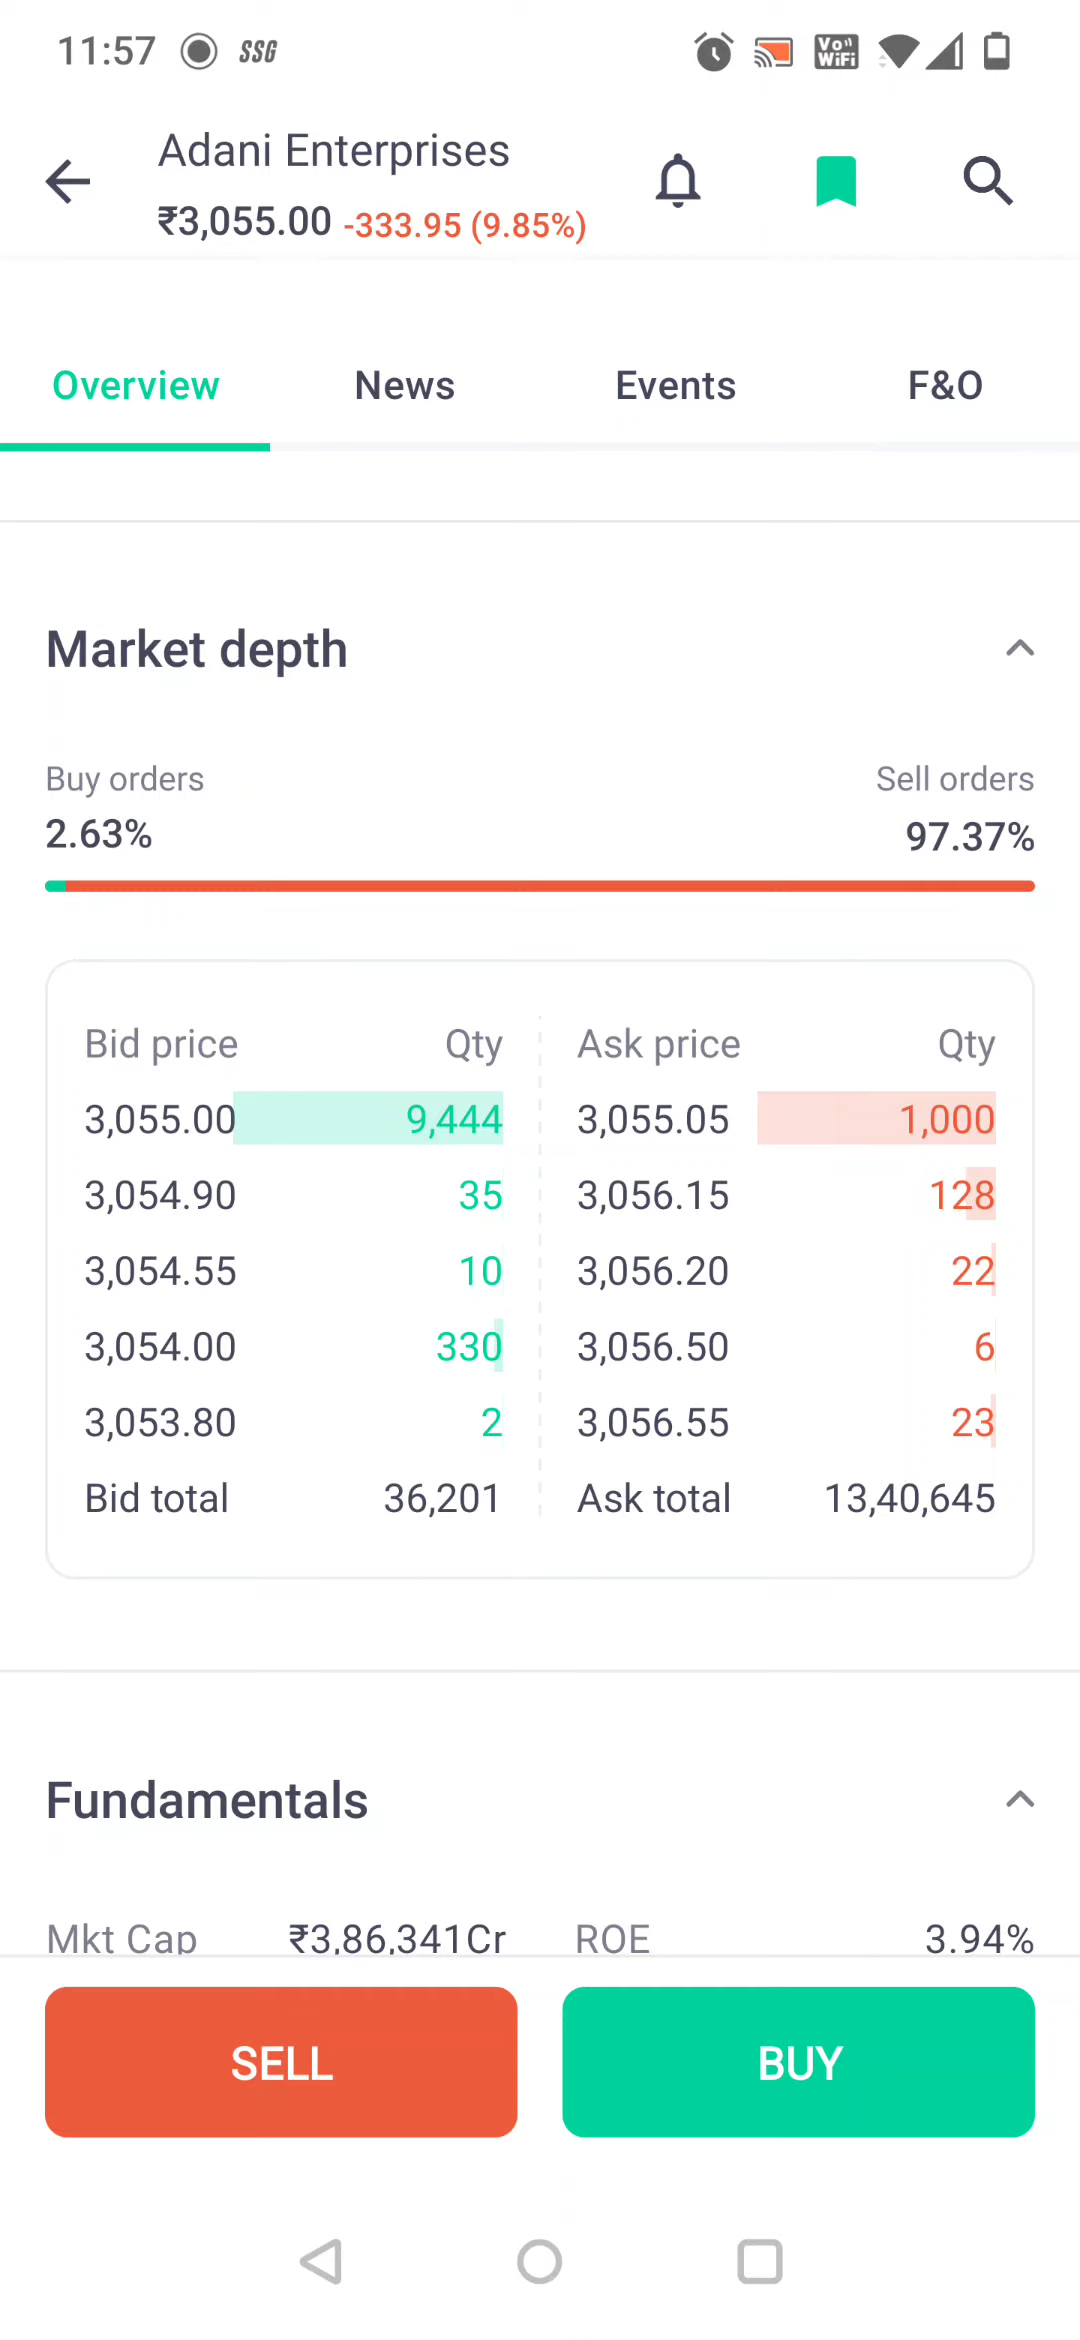 11:57 SSG Vo WiFi
Adani Enterprises
₹3,055.00 -333.95 (9.85%)
Overview News Events F&O
Market depth
Buy orders Sell orders
2.63% 97.37%
Bid price Qty Ask price Qty
3,055.00 9,444 3,055.05 1,000
3,054.90 35 3,056.15 128
3,054.55 10 3,056.20 22
3,054.00 330 3,056.50 6
3,053.80 2 3,056.55 23
Bid total 36,201 Ask total 13,40,645
Fundamentals
Mkt Cap ₹3,86,341Cr ROE 3.94%
SELL BUY